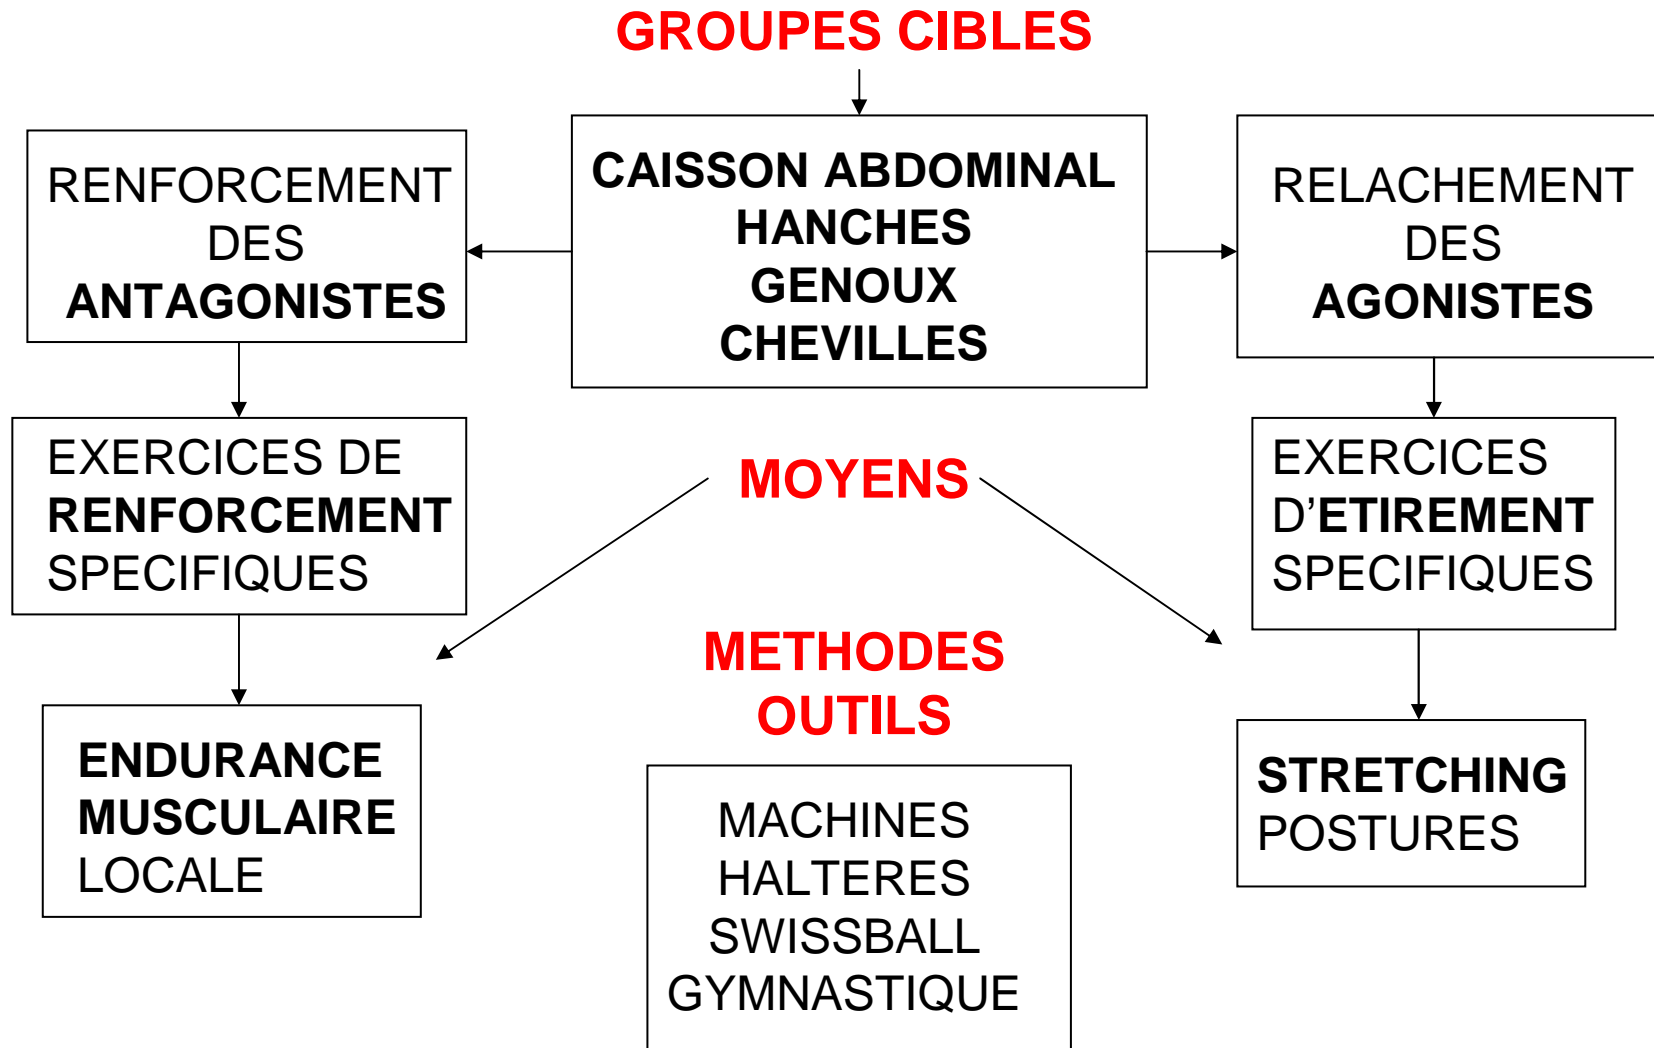 GROUPES CIBLES
RENFORCEMENT
DES
ANTAGONISTES
CAISSON ABDOMINAL
HANCHES
GENOUX
CHEVILLES
RELACHEMENT
DES
AGONISTES
EXERCICES DE
RENFORCEMENT
SPECIFIQUES
MOYENS
EXERCICES
D’ETIREMENT
SPECIFIQUES
METHODES
OUTILS
ENDURANCE
MUSCULAIRE
LOCALE
MACHINES
HALTERES
SWISSBALL
GYMNASTIQUE
STRETCHING
POSTURES